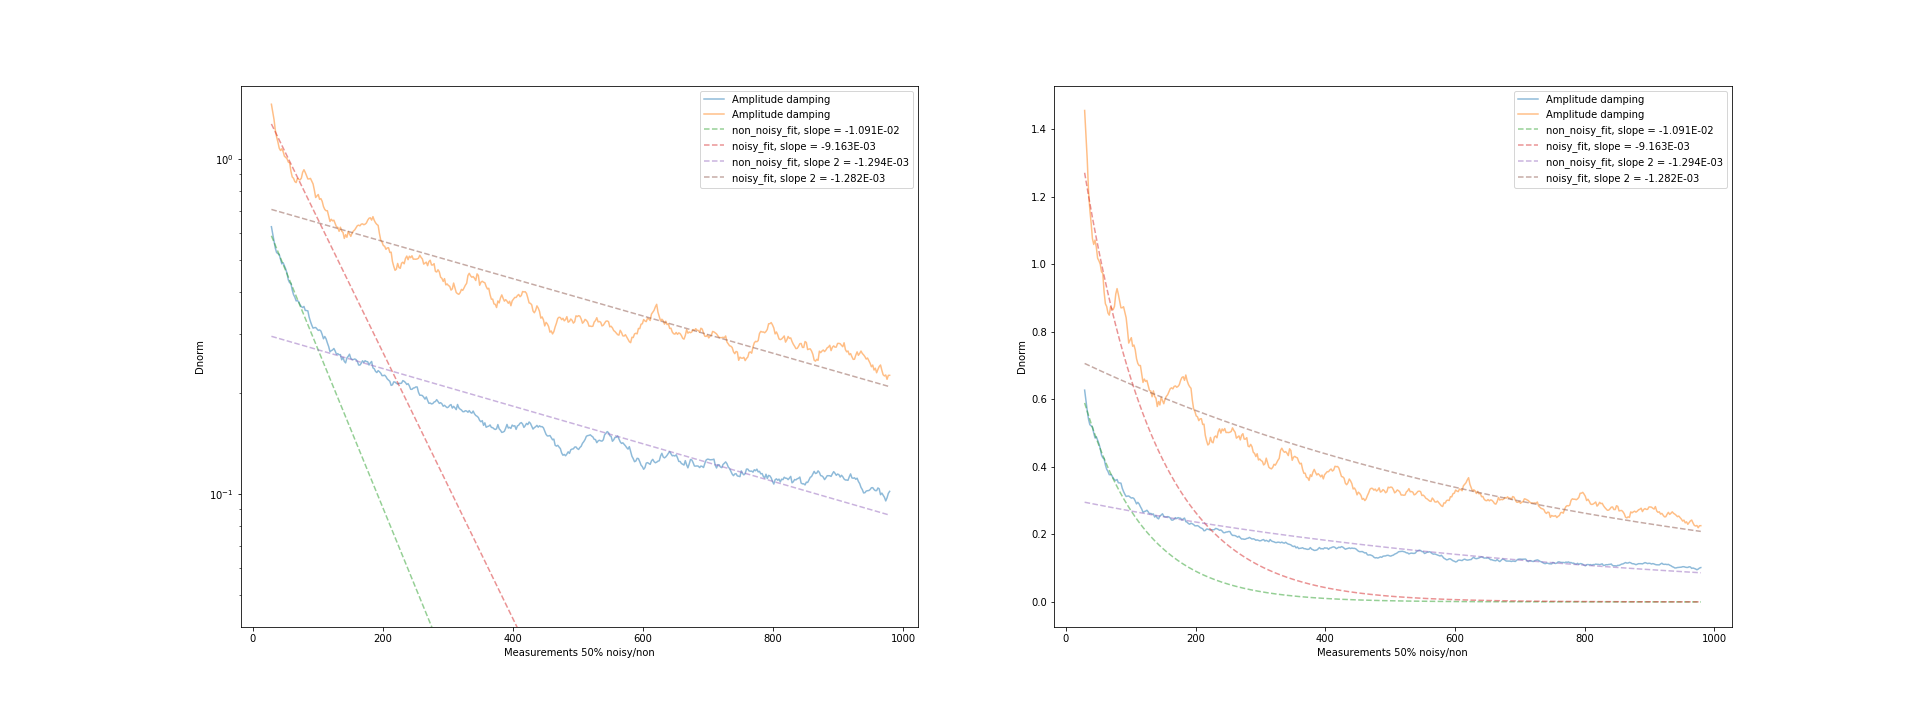 Amplitude damping
Amplitude damping
non_noisy_fit, slope = -1.091E-02
noisy_fit, slope = -9.163E-03
non_noisy_fit, slope 2 = -1.294E-03
noisy_fit, slope 2 = -1.282E-03
10⁰
10⁻¹
Dnorm
0 200 400 600 800 1000
Measurements 50% noisy/non
Amplitude damping
Amplitude damping
non_noisy_fit, slope = -1.091E-02
noisy_fit, slope = -9.163E-03
non_noisy_fit, slope 2 = -1.294E-03
noisy_fit, slope 2 = -1.282E-03
1.4
1.2
1.0
0.8
0.6
0.4
0.2
0.0
Dnorm
0 200 400 600 800 1000
Measurements 50% noisy/non